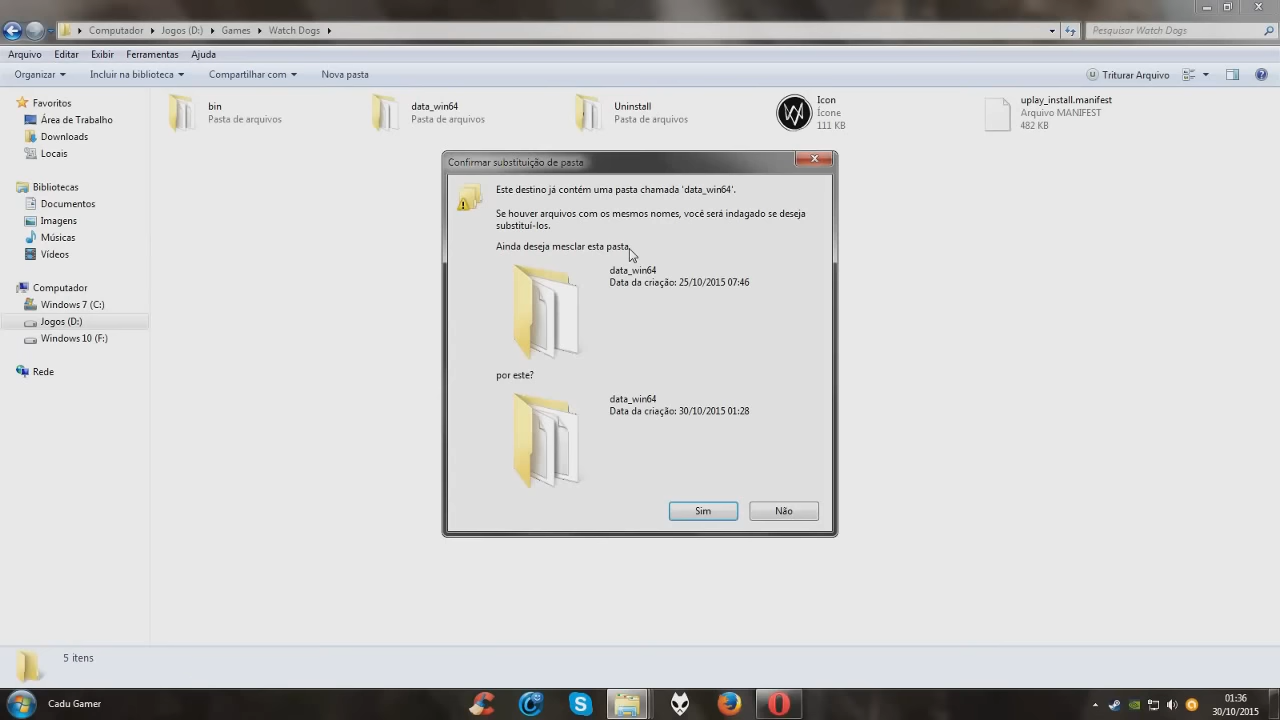 Computador
Jogos (D:)
Games
Watch Dogs
Pesquisar Watch Dogs
Arquivo
Editar
Exibir
Ferramentas
Ajuda
Organizar
Incluir na biblioteca
Compartilhar com
Nova pasta
Triturar Arquivo
Favoritos
Área de Trabalho
Downloads
Locais
Bibliotecas
Documentos
Imagens
Músicas
Vídeos
Computador
Windows 7 (C:)
Jogos (D:)
Windows 10 (F:)
Rede
bin
Pasta de arquivos
data_win64
Pasta de arquivos
Uninstall
Pasta de arquivos
Icon
Ícone
111 KB
uplay_install.manifest
Arquivo MANIFEST
482 KB
Confirmar substituição de pasta
Este destino já contém uma pasta chamada 'data_win64'.
Se houver arquivos com os mesmos nomes, você será indagado se deseja
substituí-los.
Ainda deseja mesclar esta pasta
data_win64
Data da criação: 25/10/2015 07:46
por este?
data_win64
Data da criação: 30/10/2015 01:28
Sim
Não
5 itens
Cadu Gamer
01:36
30/10/2015